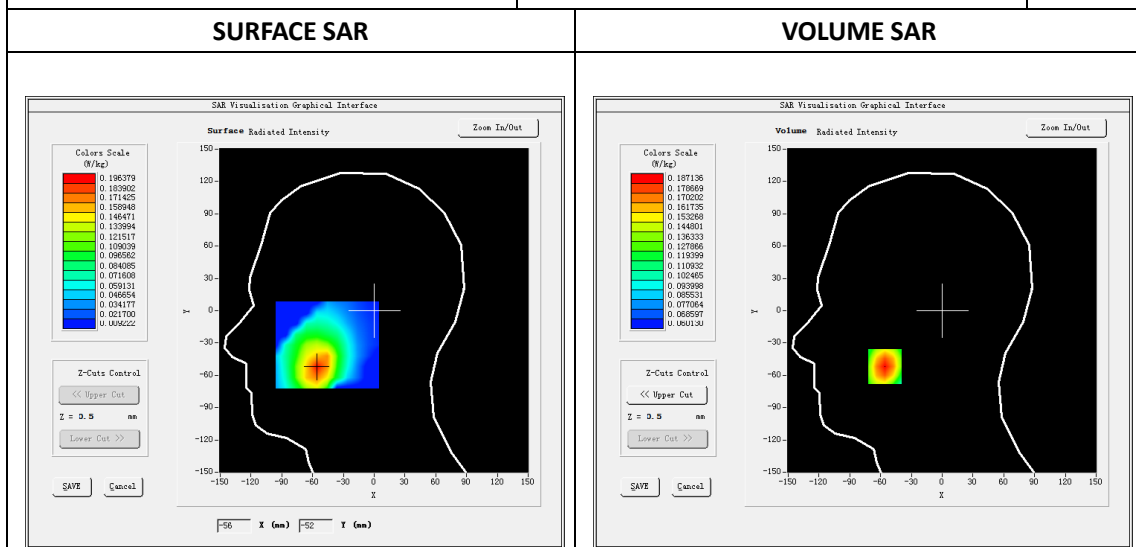 SURFACE SAR
VOLUME SAR
SAR Visualisation Graphical Interface
Surface Radiated Intensity
Zoom In/Out
Colors Scale
(W/kg)
0.196379
0.183902
0.171425
0.158948
0.146471
0.133994
0.121517
0.109039
0.096562
0.084085
0.071608
0.059131
0.046654
0.034177
0.021700
0.009222
Z-Cuts Control
<< Upper Cut
Z = 0.5 mm
Lower Cut >>
SAVE
Cancel
150
120
90
60
30
0
-30
-60
-90
-120
-150
Y
-150 -120 -90 -60 -30 0 30 60 90 120 150
X
-56 X (mm) -52 Y (mm)
SAR Visualisation Graphical Interface
Volume Radiated Intensity
Zoom In/Out
Colors Scale
(W/kg)
0.187136
0.178669
0.170202
0.161735
0.153268
0.144801
0.136333
0.127866
0.119399
0.110932
0.102465
0.093998
0.085531
0.077064
0.068597
0.060130
Z-Cuts Control
<< Upper Cut
Z = 0.5 mm
Lower Cut >>
SAVE
Cancel
150
120
90
60
30
0
-30
-60
-90
-120
-150
Y
-150 -120 -90 -60 -30 0 30 60 90 120 150
X